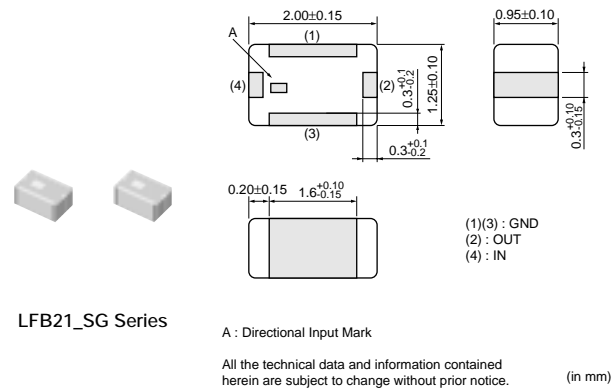 2.00±0.15
0.95±0.10
A
(1)
(4)
(2)
(3)
0.3+0.1-0.2
1.25±0.10
0.3+0.1-0.2
0.3+0.10-0.15
0.20±0.15
1.6+0.10-0.15
(1)(3) : GND
(2) : OUT
(4) : IN
LFB21_SG Series
A : Directional Input Mark
All the technical data and information contained
herein are subject to change without prior notice.
(in mm)